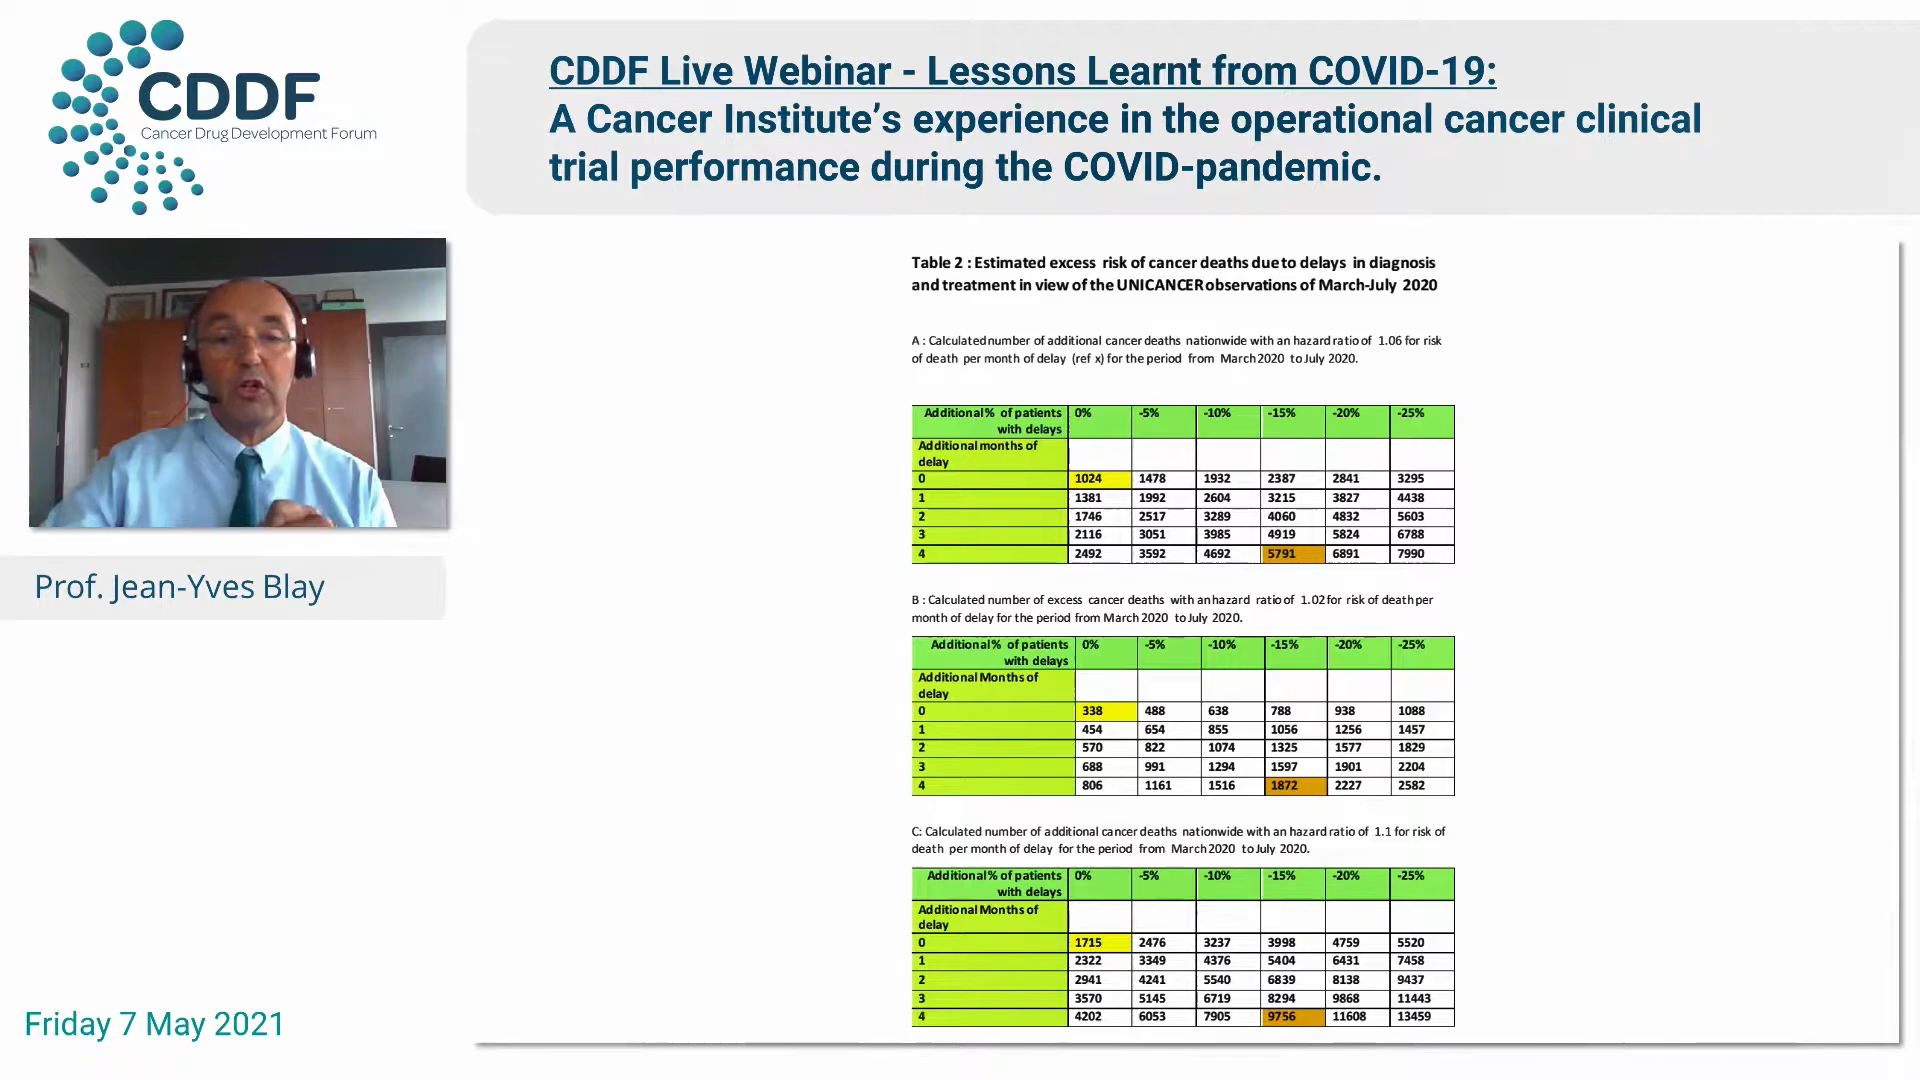 CDDF
Cancer Drug Development Forum
CDDF Live Webinar - Lessons Learnt from COVID-19:
A Cancer Institute’s experience in the operational cancer clinical
trial performance during the COVID-pandemic.
Prof. Jean-Yves Blay
Friday 7 May 2021
Table 2 : Estimated excess risk of cancer deaths due to delays in diagnosis
and treatment in view of the UNICANCER observations of March-July 2020
A : Calculated number of additional cancer deaths nationwide with an hazard ratio of 1.06 for risk
of death per month of delay (ref x) for the period from March 2020 to July 2020.
Additional % of patients 0% -5% -10% -15% -20% -25%
with delays
Additional months of
delay
0 1024 1478 1932 2387 2841 3295
1 1381 1992 2604 3215 3827 4438
2 1746 2517 3289 4060 4832 5603
3 2116 3051 3985 4919 5824 6788
4 2492 3592 4692 5791 6891 7990
B : Calculated number of excess cancer deaths with an hazard ratio of 1.02 for risk of death per
month of delay for the period from March 2020 to July 2020.
Additional % of patients 0% -5% -10% -15% -20% -25%
with delays
Additional Months of
delay
0 338 488 638 788 938 1088
1 454 654 855 1056 1256 1457
2 570 822 1074 1325 1577 1829
3 688 991 1294 1597 1901 2204
4 806 1161 1516 1872 2227 2582
C: Calculated number of additional cancer deaths nationwide with an hazard ratio of 1.1 for risk of
death per month of delay for the period from March 2020 to July 2020.
Additional % of patients 0% -5% -10% -15% -20% -25%
with delays
Additional Months of
delay
0 1715 2476 3237 3998 4759 5520
1 2322 3349 4376 5404 6431 7458
2 2941 4241 5540 6839 8138 9437
3 3570 5145 6719 8294 9868 11443
4 4202 6053 7905 9756 11608 13459